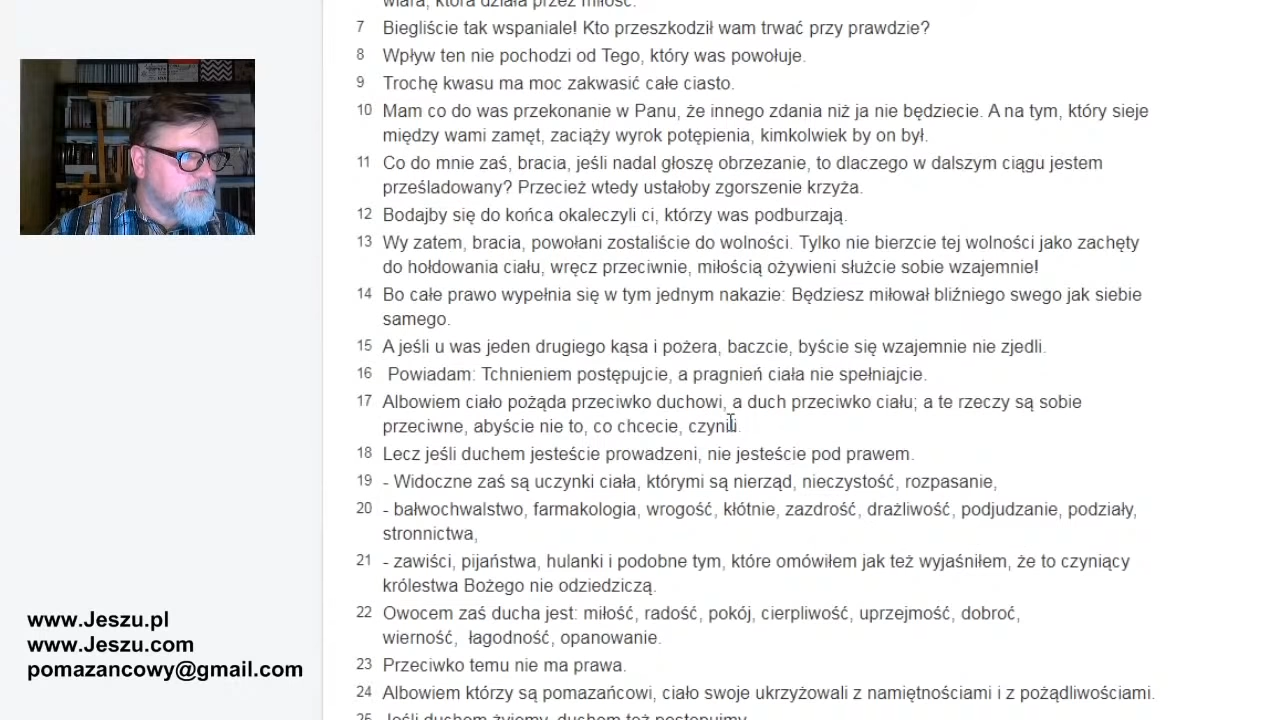 wiara, która działa przez miłość.
7 Biegliście tak wspaniale! Kto przeszkodził wam trwać przy prawdzie?
8 Wpływ ten nie pochodzi od Tego, który was powołuje.
9 Trochę kwasu ma moc zakwasić całe ciasto.
10 Mam co do was przekonanie w Panu, że innego zdania niż ja nie będziecie. A na tym, który sieje
między wami zamęt, zaciąży wyrok potępienia, kimkolwiek by on był.
11 Co do mnie zaś, bracia, jeśli nadal głoszę obrzezanie, to dlaczego w dalszym ciągu jestem
prześladowany? Przecież wtedy ustałoby zgorszenie krzyża.
12 Bodajby się do końca okaleczyli ci, którzy was podburzają.
13 Wy zatem, bracia, powołani zostaliście do wolności. Tylko nie bierzcie tej wolności jako zachęty
do hołdowania ciału, wręcz przeciwnie, miłością ożywieni służcie sobie wzajemnie!
14 Bo całe prawo wypełnia się w tym jednym nakazie: Będziesz miłował bliźniego swego jak siebie
samego.
15 A jeśli u was jeden drugiego kąsa i pożera, baczcie, byście się wzajemnie nie zjedli.
16 Powiadam: Tchnieniem postępujcie, a pragnień ciała nie spełniajcie.
17 Albowiem ciało pożąda przeciwko duchowi, a duch przeciwko ciału; a te rzeczy są sobie
przeciwne, abyście nie to, co chcecie, czynili.
18 Lecz jeśli duchem jesteście prowadzeni, nie jesteście pod prawem.
19 - Widoczne zaś są uczynki ciała, którymi są nierząd, nieczystość, rozpasanie,
20 - bałwochwalstwo, farmakologia, wrogość, kłótnie, zazdrość, drażliwość, podjudzanie, podziały,
stronnictwa,
21 - zawiści, pijaństwa, hulanki i podobne tym, które omówiłem jak też wyjaśniłem, że to czyniący
królestwa Bożego nie odziedziczą.
22 Owocem zaś ducha jest: miłość, radość, pokój, cierpliwość, uprzejmość, dobroć,
wierność, łagodność, opanowanie.
23 Przeciwko temu nie ma prawa.
24 Albowiem którzy są pomazańcowi, ciało swoje ukrzyżowali z namiętnościami i z pożądliwościami.
25 Jeśli duchem żyjemy, duchem też postępujmy.
www.Jeszu.pl
www.Jeszu.com
pomazancowy@gmail.com